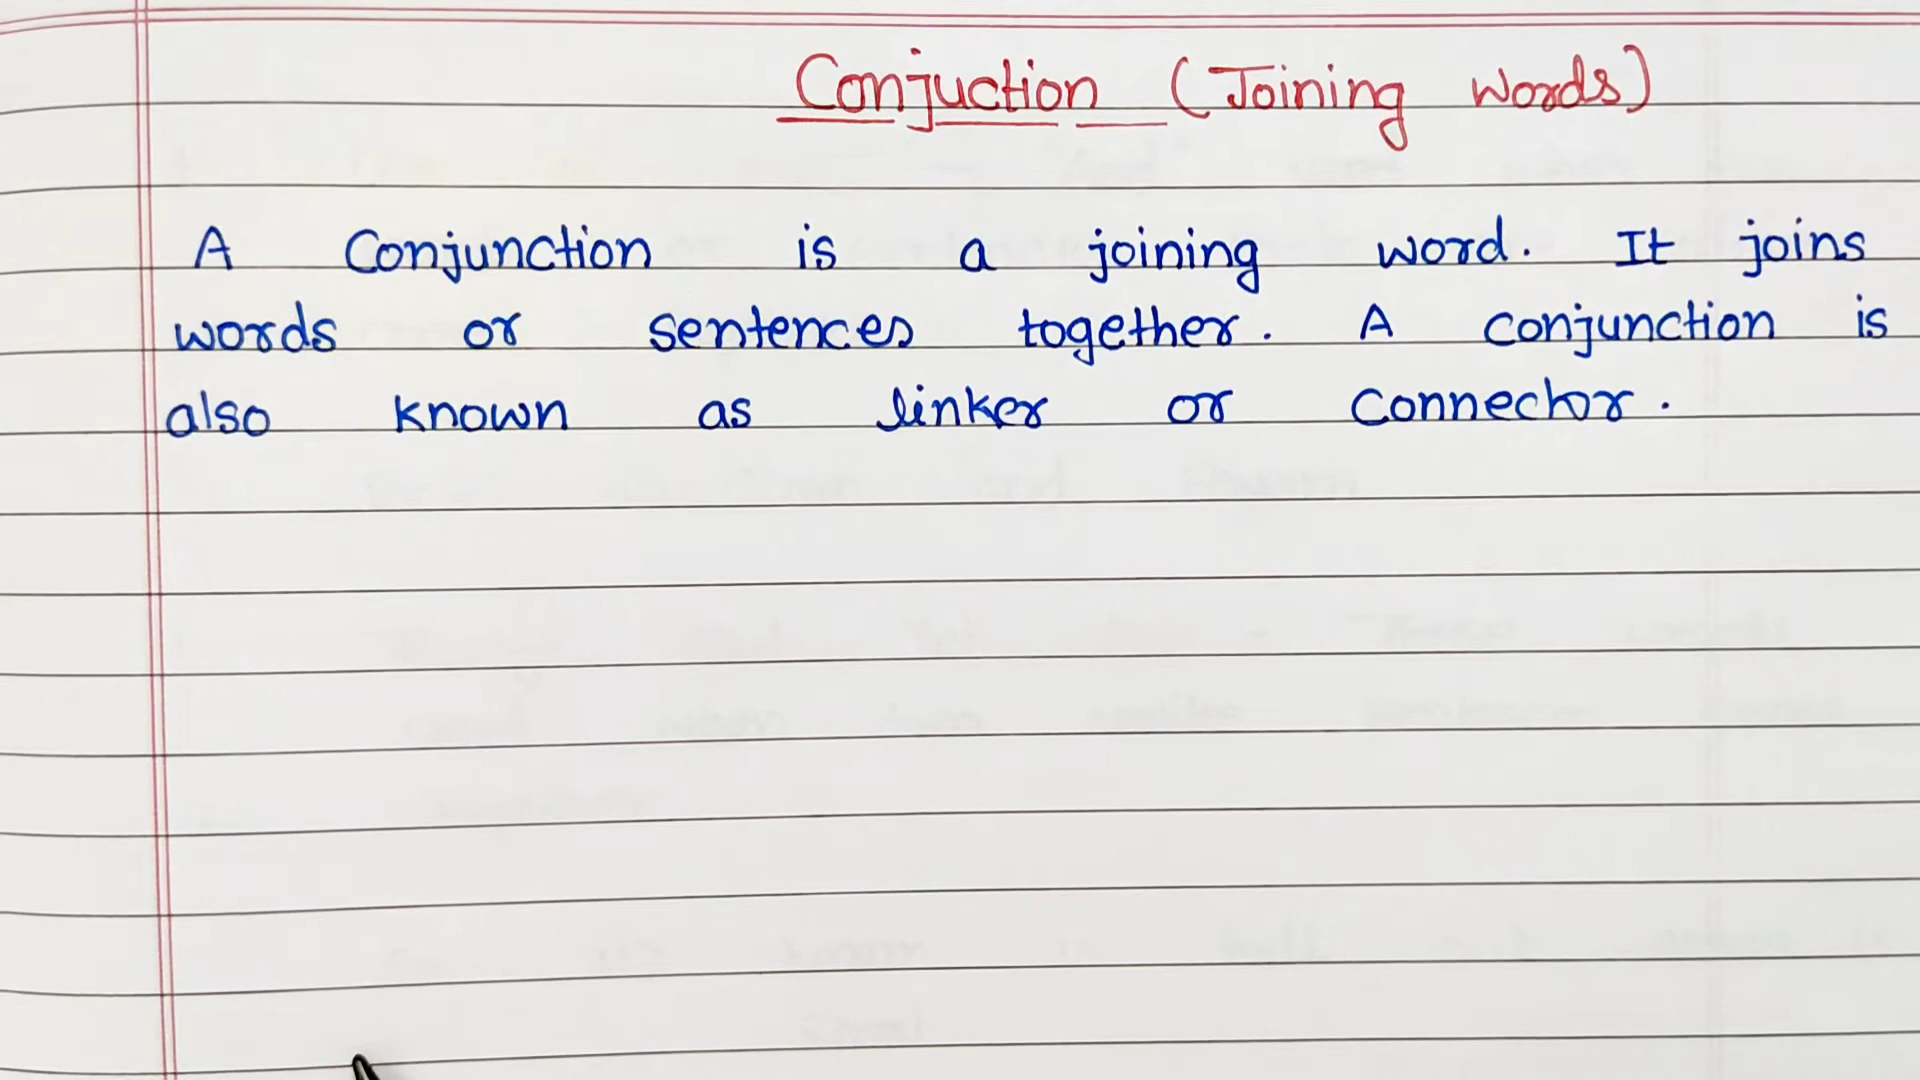 Conjuction (Joining words)
A Conjunction is a joining word. It joins
words or sentences together. A conjunction is
also known as linker or Connector.